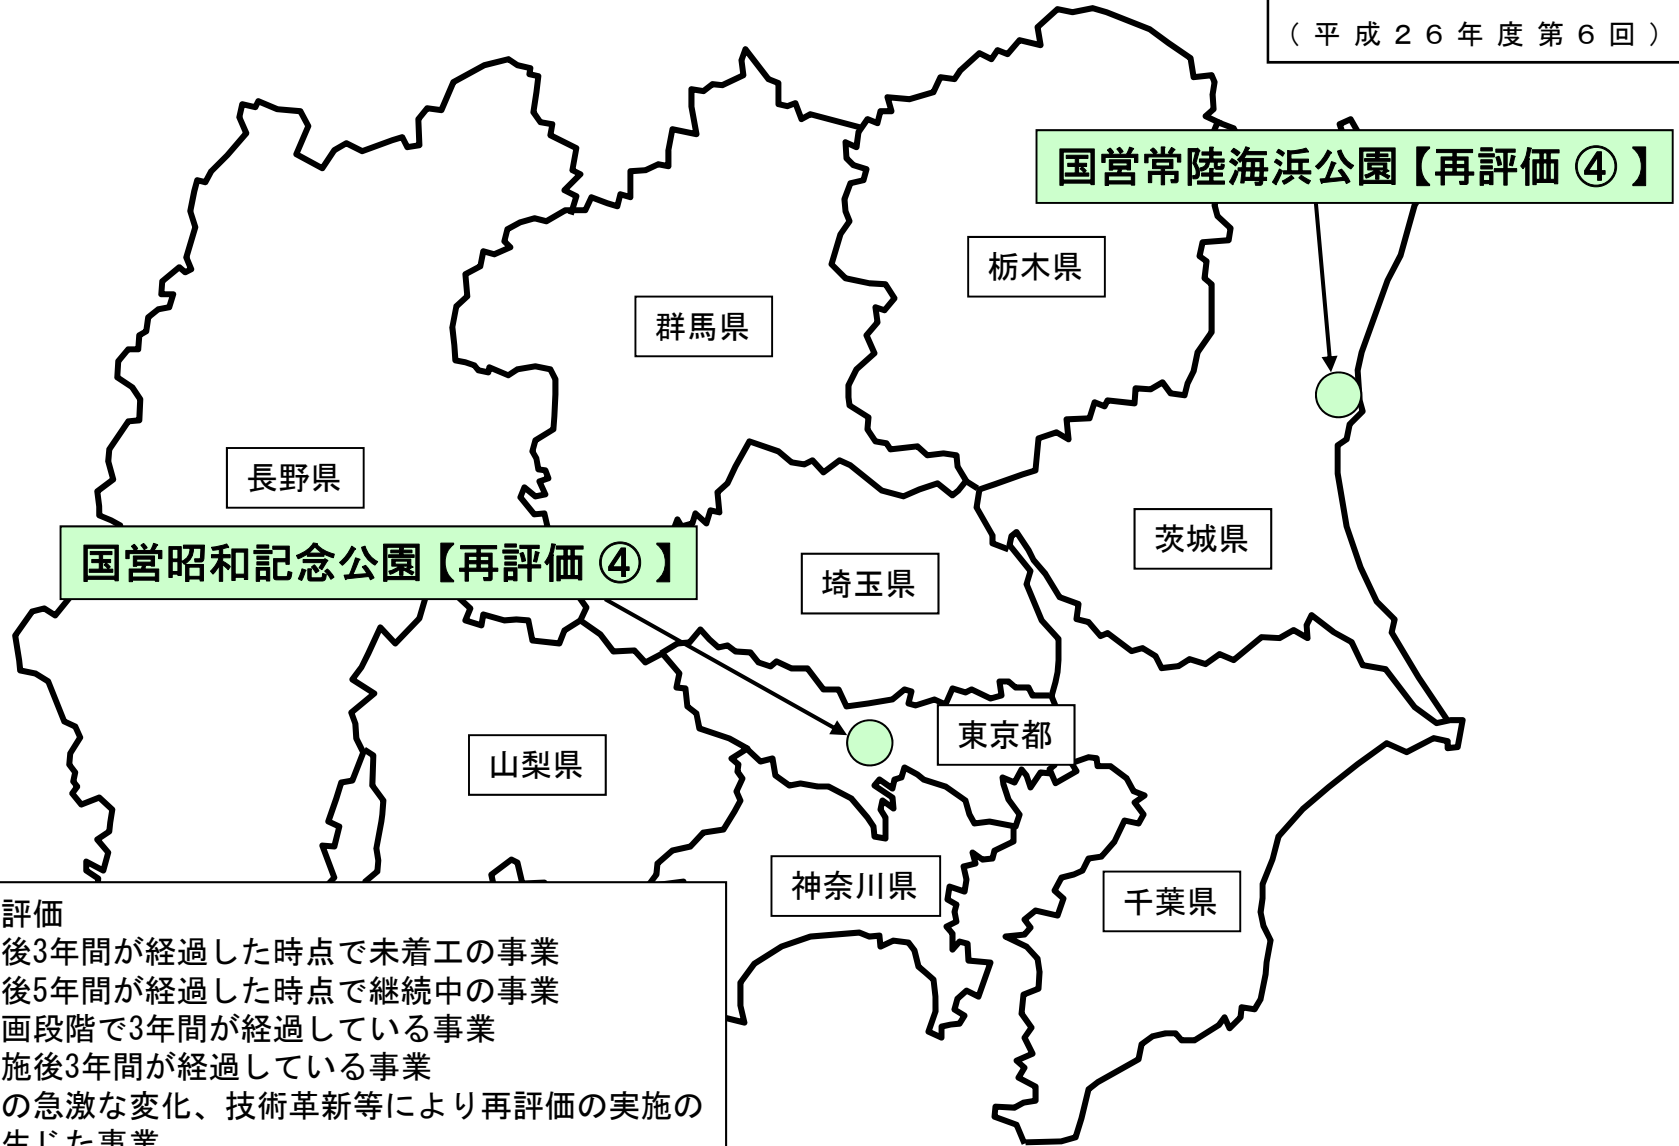 （平成２６年度第６回）
国営常陸海浜公園【再評価 ④ 】
栃木県
群馬県
長野県
茨城県
国営昭和記念公園【再評価 ④ 】
埼玉県
東京都
山梨県
神奈川県
千葉県
評価
後3年間が経過した時点で未着工の事業
後5年間が経過した時点で継続中の事業
画段階で3年間が経過している事業
施後3年間が経過している事業
の急激な変化、技術革新等により再評価の実施の
生じた事業